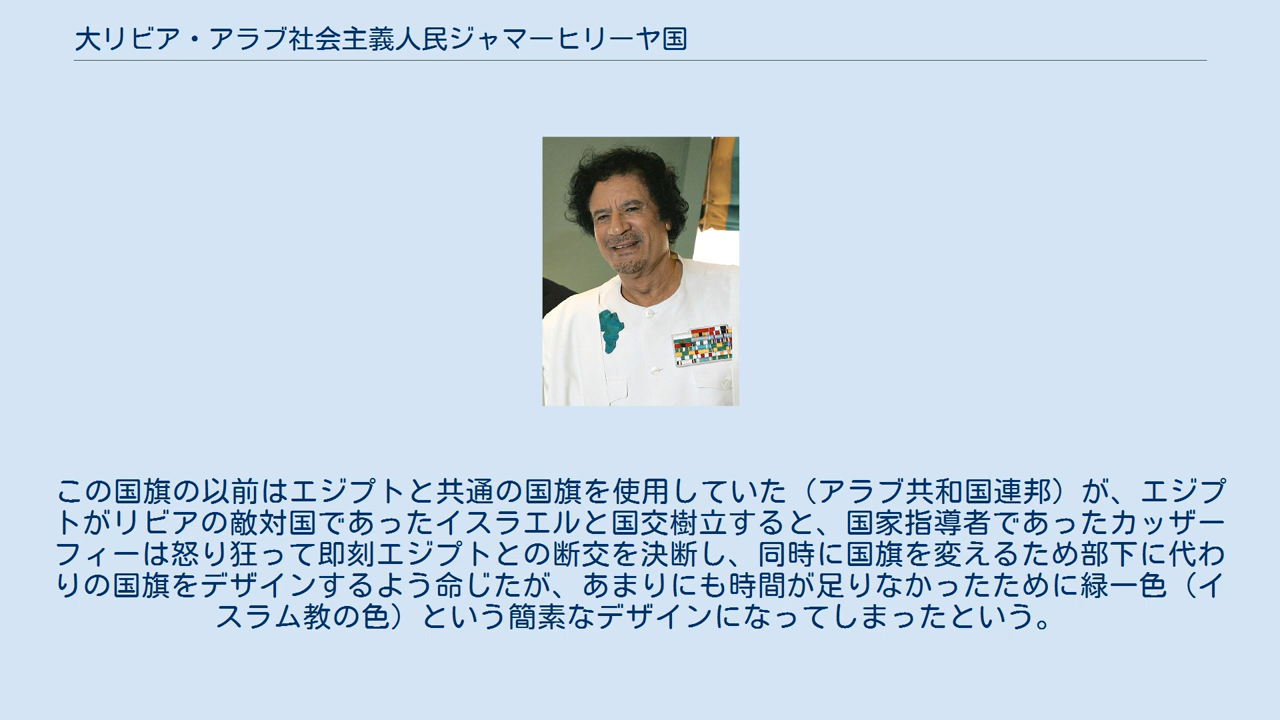 大リビア・アラブ社会主義人民ジャマーヒリーヤ国
この国旗の以前はエジプトと共通の国旗を使用していた（アラブ共和国連邦）が、エジプ
トがリビアの敵対国であったイスラエルと国交樹立すると、国家指導者であったカッザー
フィーは怒り狂って即刻エジプトとの断交を決断し、同時に国旗を変えるため部下に代わ
りの国旗をデザインするよう命じたが、あまりにも時間が足りなかったために緑一色（イ
スラム教の色）という簡素なデザインになってしまったという。